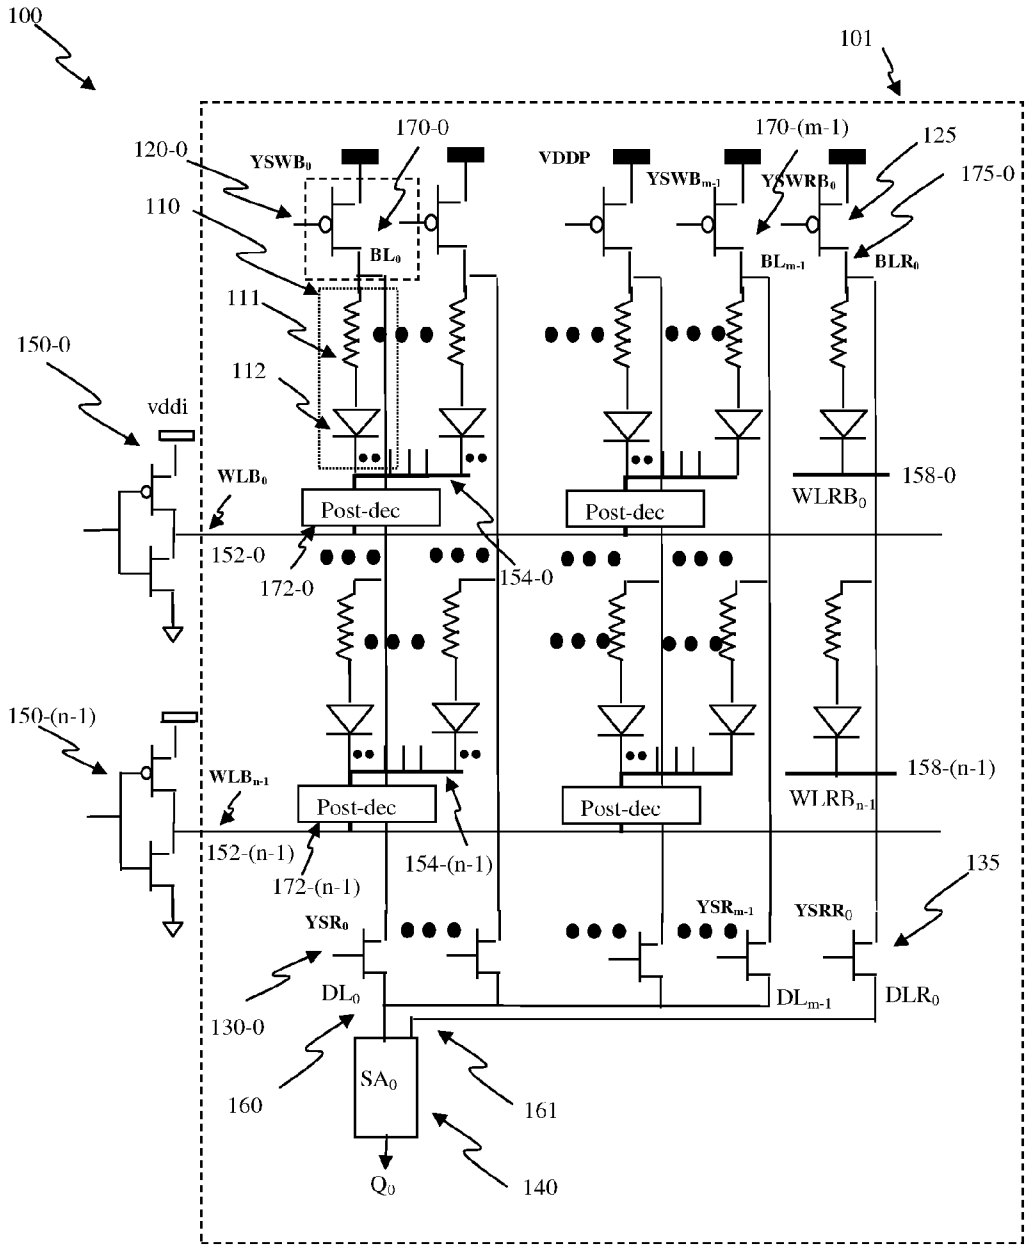 100
101
170-0
170-(m-1)
125
120-0
YSWB₀
VDDP
YSWBₘ₋₁
YSWRB₀
175-0
110
BL₀
BLₘ₋₁
BLR₀
111
150-0
112
vddi
WLB₀
158-0
WLRB₀
Post-dec
Post-dec
152-0
172-0
154-0
150-(n-1)
WLBₙ₋₁
158-(n-1)
WLRBₙ₋₁
Post-dec
Post-dec
152-(n-1)
154-(n-1)
172-(n-1)
135
YSR₀
YSRₘ₋₁
YSRR₀
DL₀
DLₘ₋₁
DLR₀
130-0
SA₀
160
161
Q₀
140